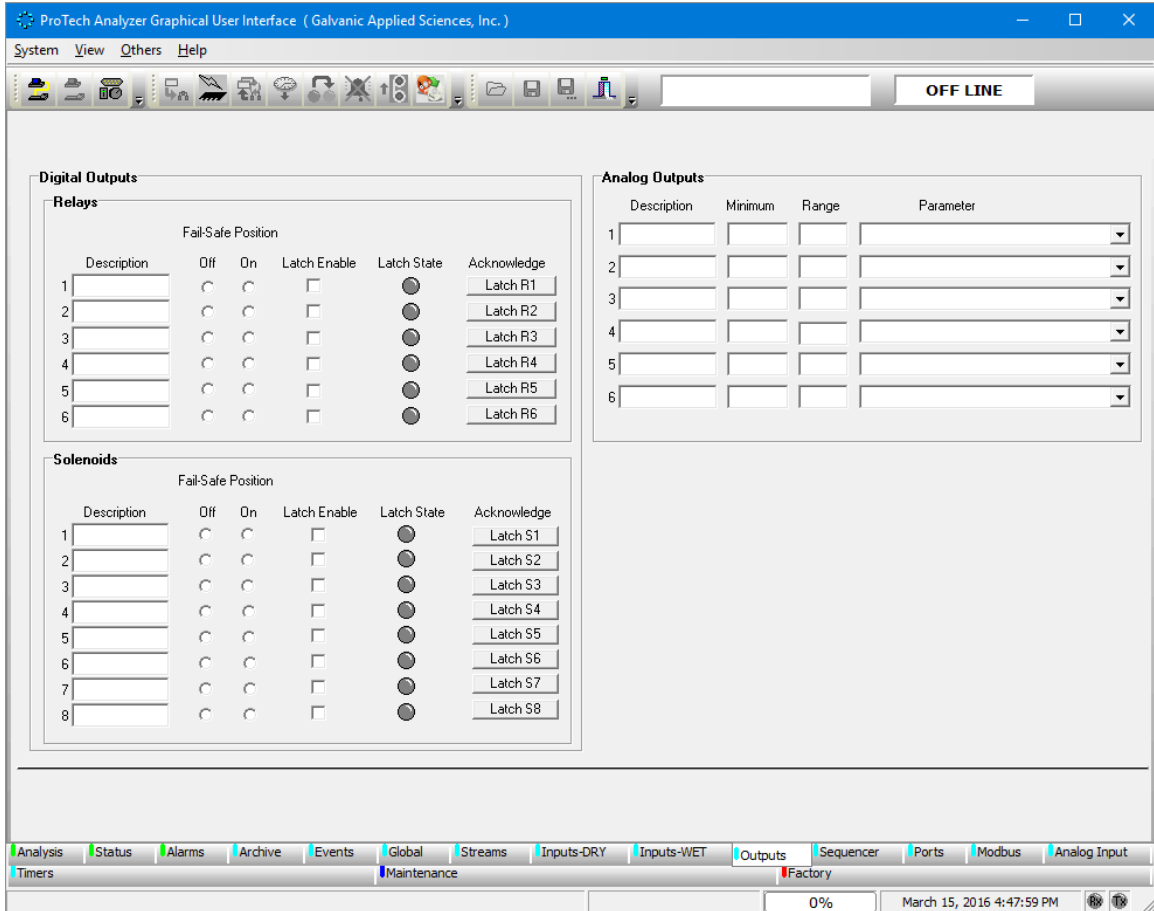 ProTech Analyzer Graphical User Interface ( Galvanic Applied Sciences, Inc. )
System View Others Help
OFF LINE
Digital Outputs
Relays
Fail-Safe Position
Description Off On Latch Enable Latch State Acknowledge
1 Latch R1
2 Latch R2
3 Latch R3
4 Latch R4
5 Latch R5
6 Latch R6
Solenoids
Fail-Safe Position
Description Off On Latch Enable Latch State Acknowledge
1 Latch S1
2 Latch S2
3 Latch S3
4 Latch S4
5 Latch S5
6 Latch S6
7 Latch S7
8 Latch S8
Analog Outputs
Description Minimum Range Parameter
1
2
3
4
5
6
Analysis Status Alarms Archive Events Global Streams Inputs-DRY Inputs-WET Outputs Sequencer Ports Modbus Analog Input
Timers Maintenance Factory
0% March 15, 2016 4:47:59 PM Rx Tx